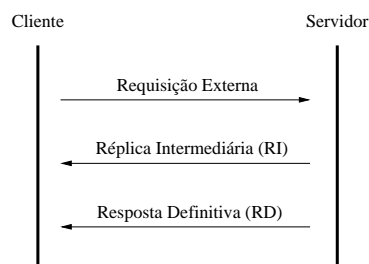 Cliente
Servidor
Requisição Externa
Réplica Intermediária (RI)
Resposta Definitiva (RD)